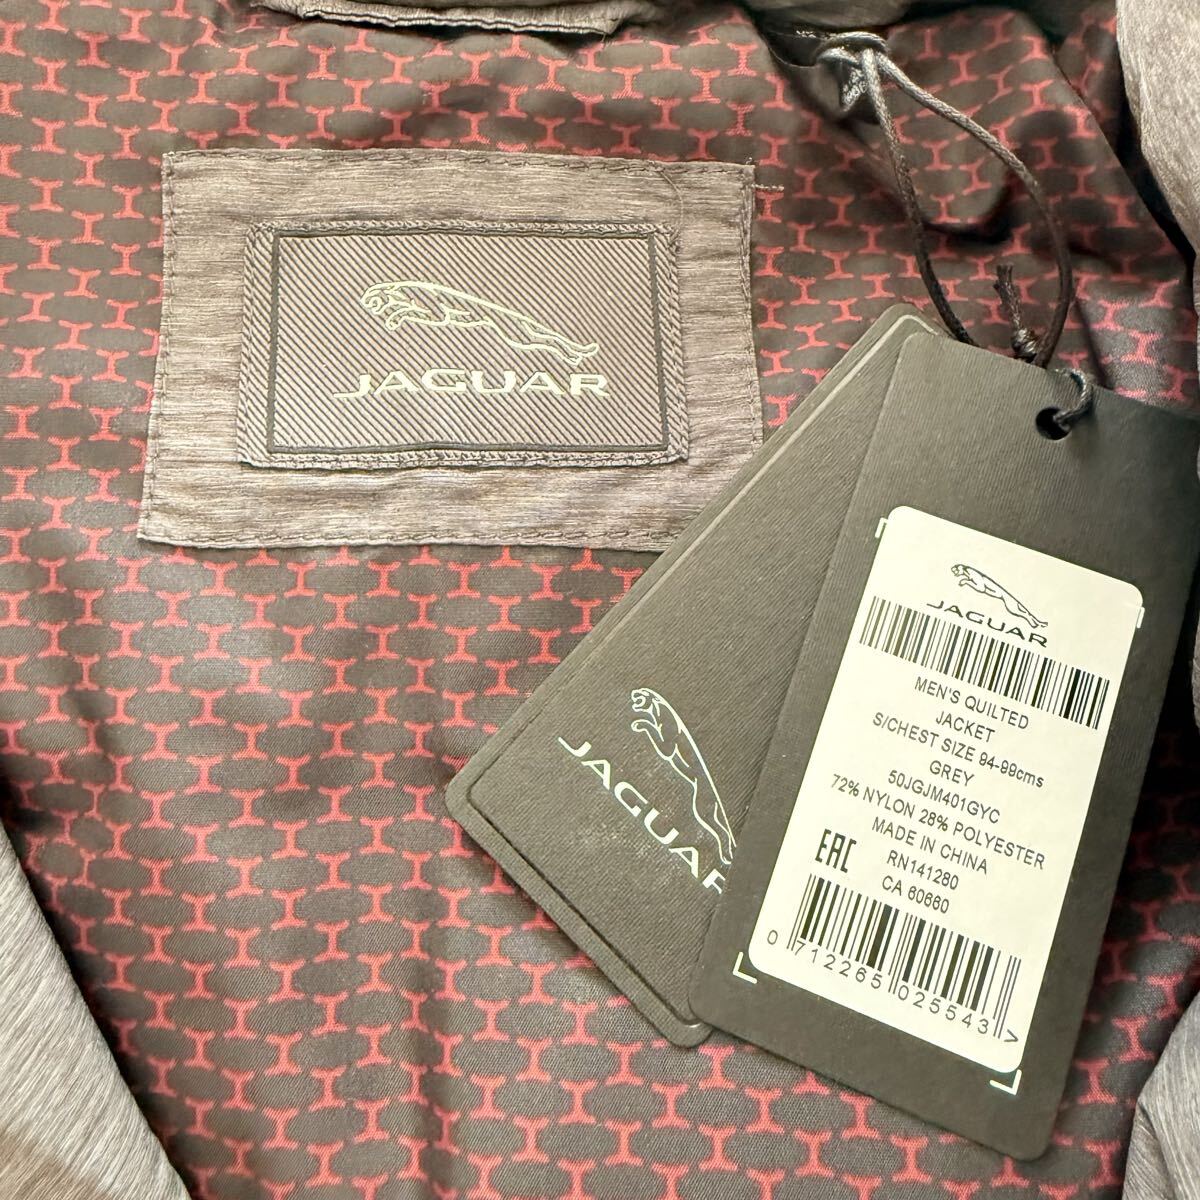 JAGUAR
JAGUAR
JAGUAR
MEN'S QUILTED
JACKET
S/CHEST SIZE 94-99cms
GREY
50JGJM401GYC
72% NYLON 28% POLYESTER
MADE IN CHINA
EAC
RN141280
CA 60660
0 712265 025543 >